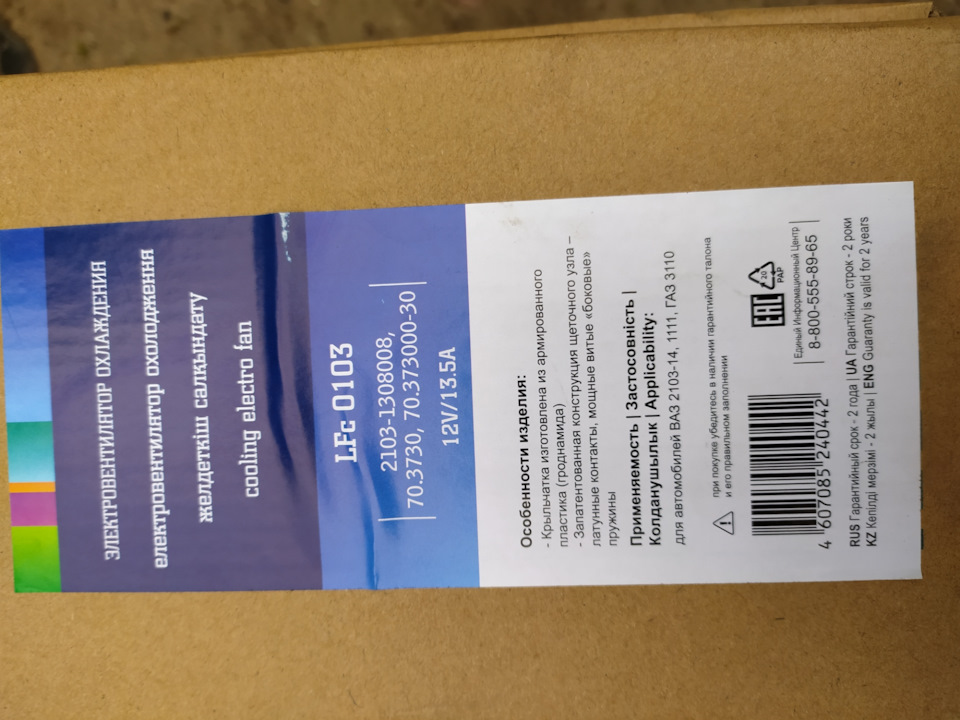 ЭЛЕКТРОВЕНТИЛЯТОР ОХЛАЖДЕНИЯ
електровентилятор охолодження
желдеткіш салқындату
cooling electro fan
LFc 0103
2103-1308008,
70.3730, 70.373000-30
12V/13.5A
Особенности изделия:
- Крыльчатка изготовлена из армированного
пластика (гроднамида)
- Запатентованная конструкция щеточного узла –
латунные контакты, мощные витые «боковые»
пружины
Применяемость | Застосовність |
Колданушылык | Applicability:
для автомобилей ВАЗ 2103-14, 1111, ГАЗ 3110
при покупке убедитесь в наличии гарантийного талона
и его правильном заполнении
4 607085 240442
EAC
20
PAP
Единый Информационный Центр
8-800-555-89-65
RUS Гарантийный срок - 2 года | UA Гарантійний строк - 2 роки
KZ Кепілді мерзімі - 2 жылы | ENG Guaranty is valid for 2 years